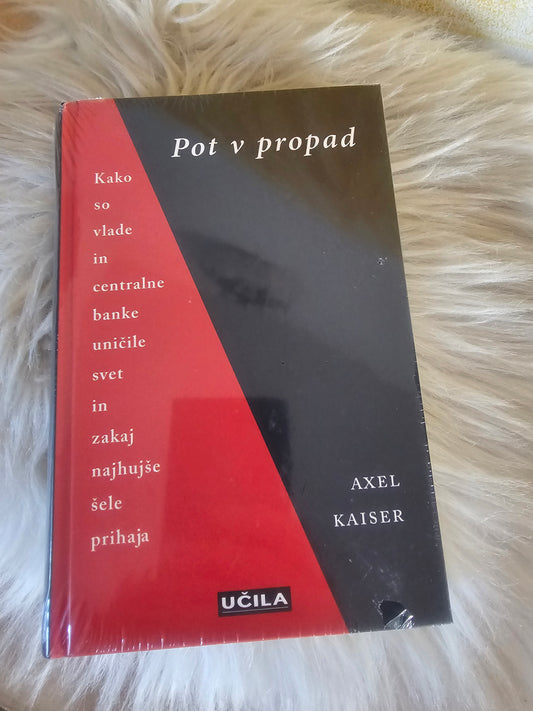 Pot v propad
Kako
so
vlade
in
centralne
banke
uničile
svet
in
zakaj
najhujše
šele
prihaja
AXEL
KAISER
UČILA